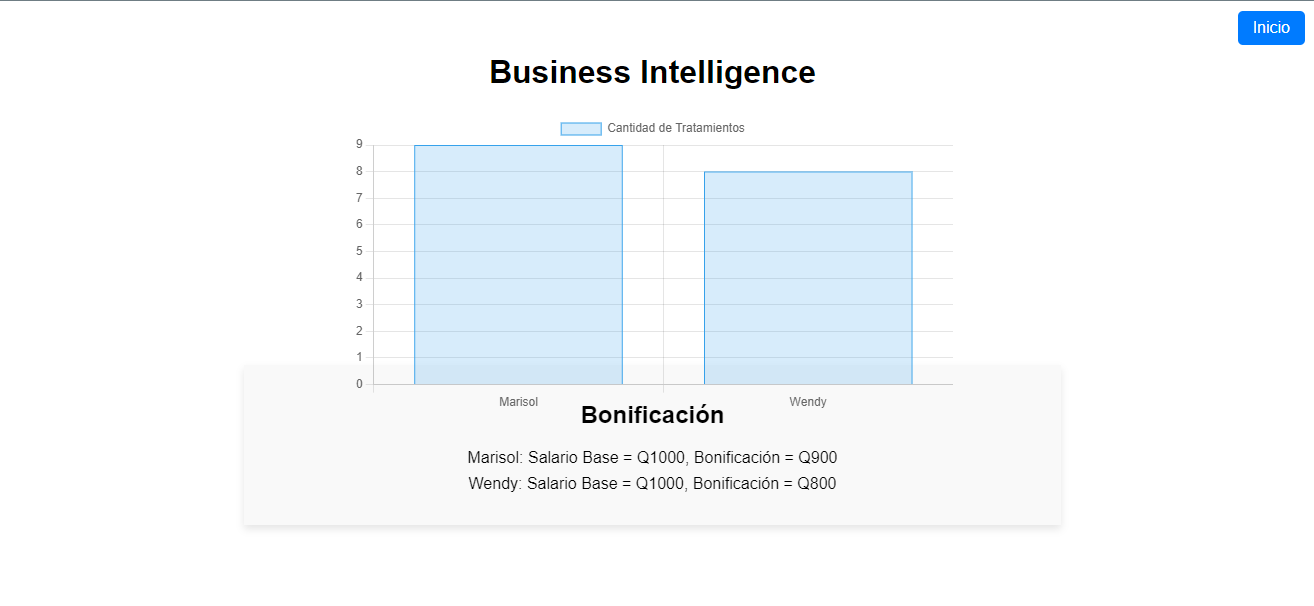 Inicio
Business Intelligence
Cantidad de Tratamientos
9
8
7
6
5
4
3
2
1
0
Marisol Wendy
Bonificación
Marisol: Salario Base = Q1000, Bonificación = Q900
Wendy: Salario Base = Q1000, Bonificación = Q800